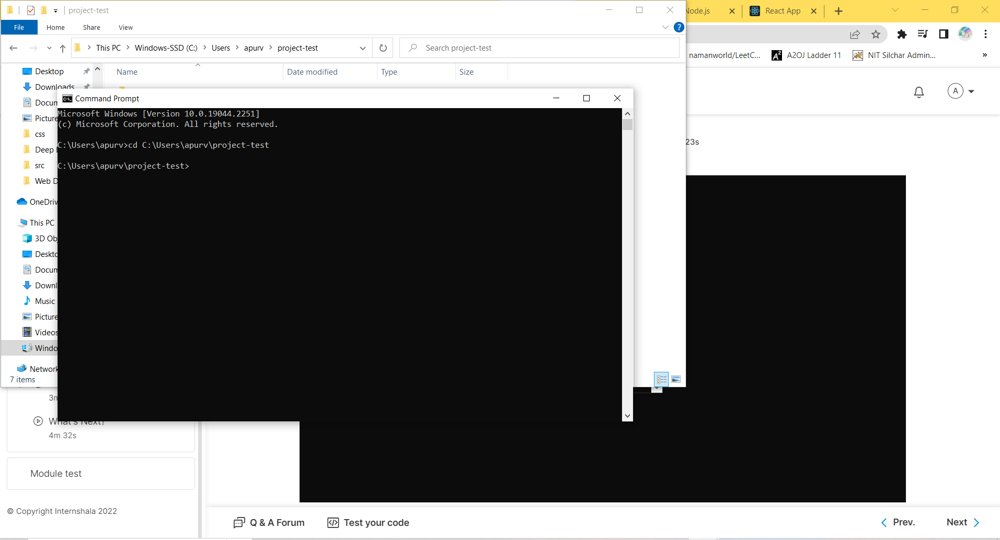 project-test
File Home Share View
This PC Windows-SSD (C:) Users apurv project-test
Search project-test
Name Date modified Type Size
Desktop
Downloads
Docum
Picture
css
Deep
src
Web D
OneDriv
This PC
3D Ob
Deskto
Docum
Downl
Music
Picture
Videos
Windo
Network
7 items
Command Prompt
Microsoft Windows [Version 10.0.19044.2251]
(c) Microsoft Corporation. All rights reserved.
C:\Users\apurv>cd C:\Users\apurv\project-test
C:\Users\apurv\project-test>
Node.js React App
namanworld/LeetC... A2OJ Ladder 11 NIT Silchar Admin... »
A
23s
3m
What's Next?
4m 32s
Module test
© Copyright Internshala 2022
Q & A Forum Test your code
Prev. Next